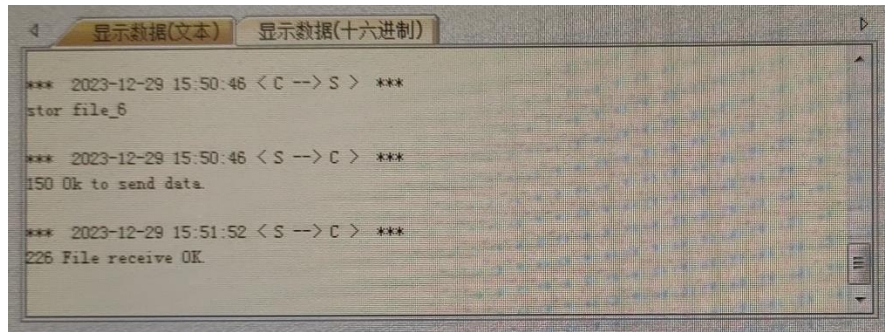 显示数据(文本) 显示数据(十六进制)
*** 2023-12-29 15:50:46 < C --> S > ***
stor file_6
*** 2023-12-29 15:50:46 < S --> C > ***
150 Ok to send data.
*** 2023-12-29 15:51:52 < S --> C > ***
226 File receive OK.